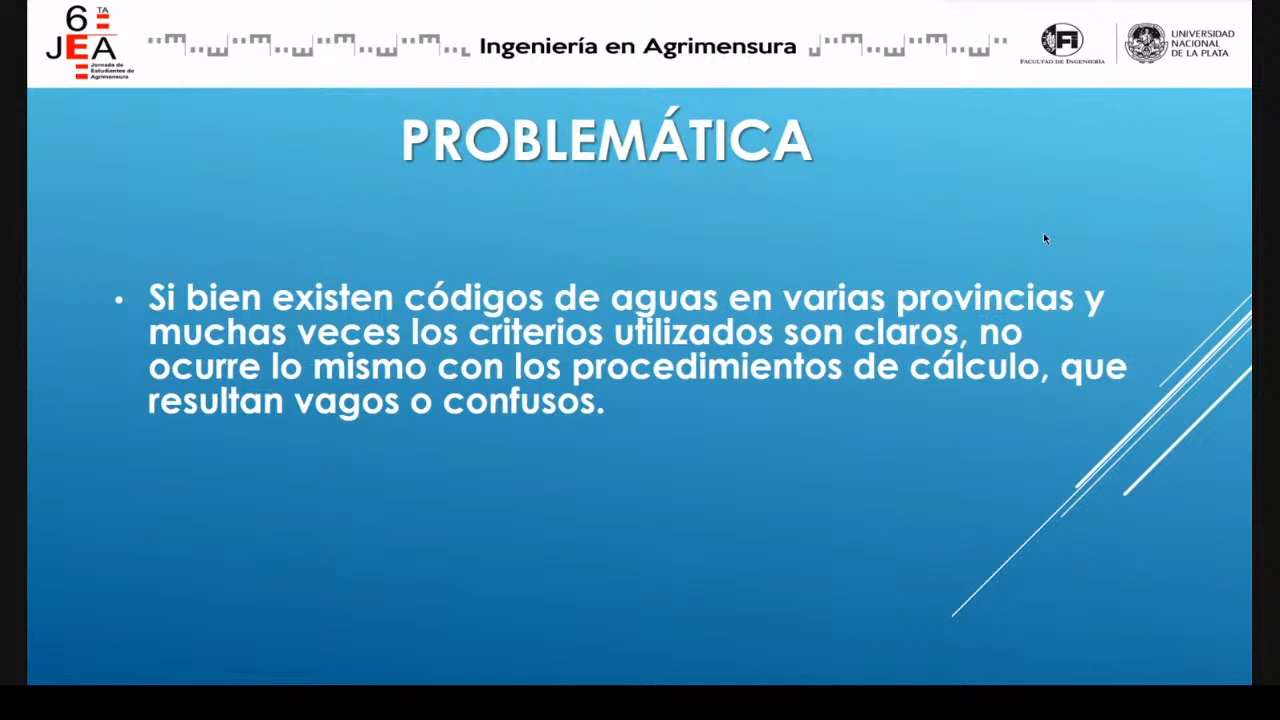 6 TA
JEA
Jornada de
Estudiantes de
Agrimensura
Ingeniería en Agrimensura
FI
FACULTAD DE INGENIERÍA
UNIVERSIDAD
NACIONAL
DE LA PLATA
PROBLEMÁTICA
• Si bien existen códigos de aguas en varias provincias y
muchas veces los criterios utilizados son claros, no
ocurre lo mismo con los procedimientos de cálculo, que
resultan vagos o confusos.